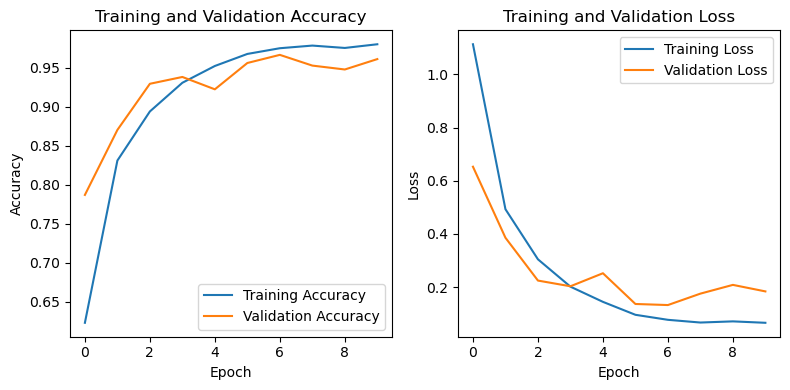 Training and Validation Accuracy
0.95
0.90
0.85
0.80
0.75
0.70
0.65
Accuracy
Training Accuracy
Validation Accuracy
0 2 4 6 8
Epoch
Training and Validation Loss
Training Loss
Validation Loss
1.0
0.8
0.6
0.4
0.2
Loss
0 2 4 6 8
Epoch